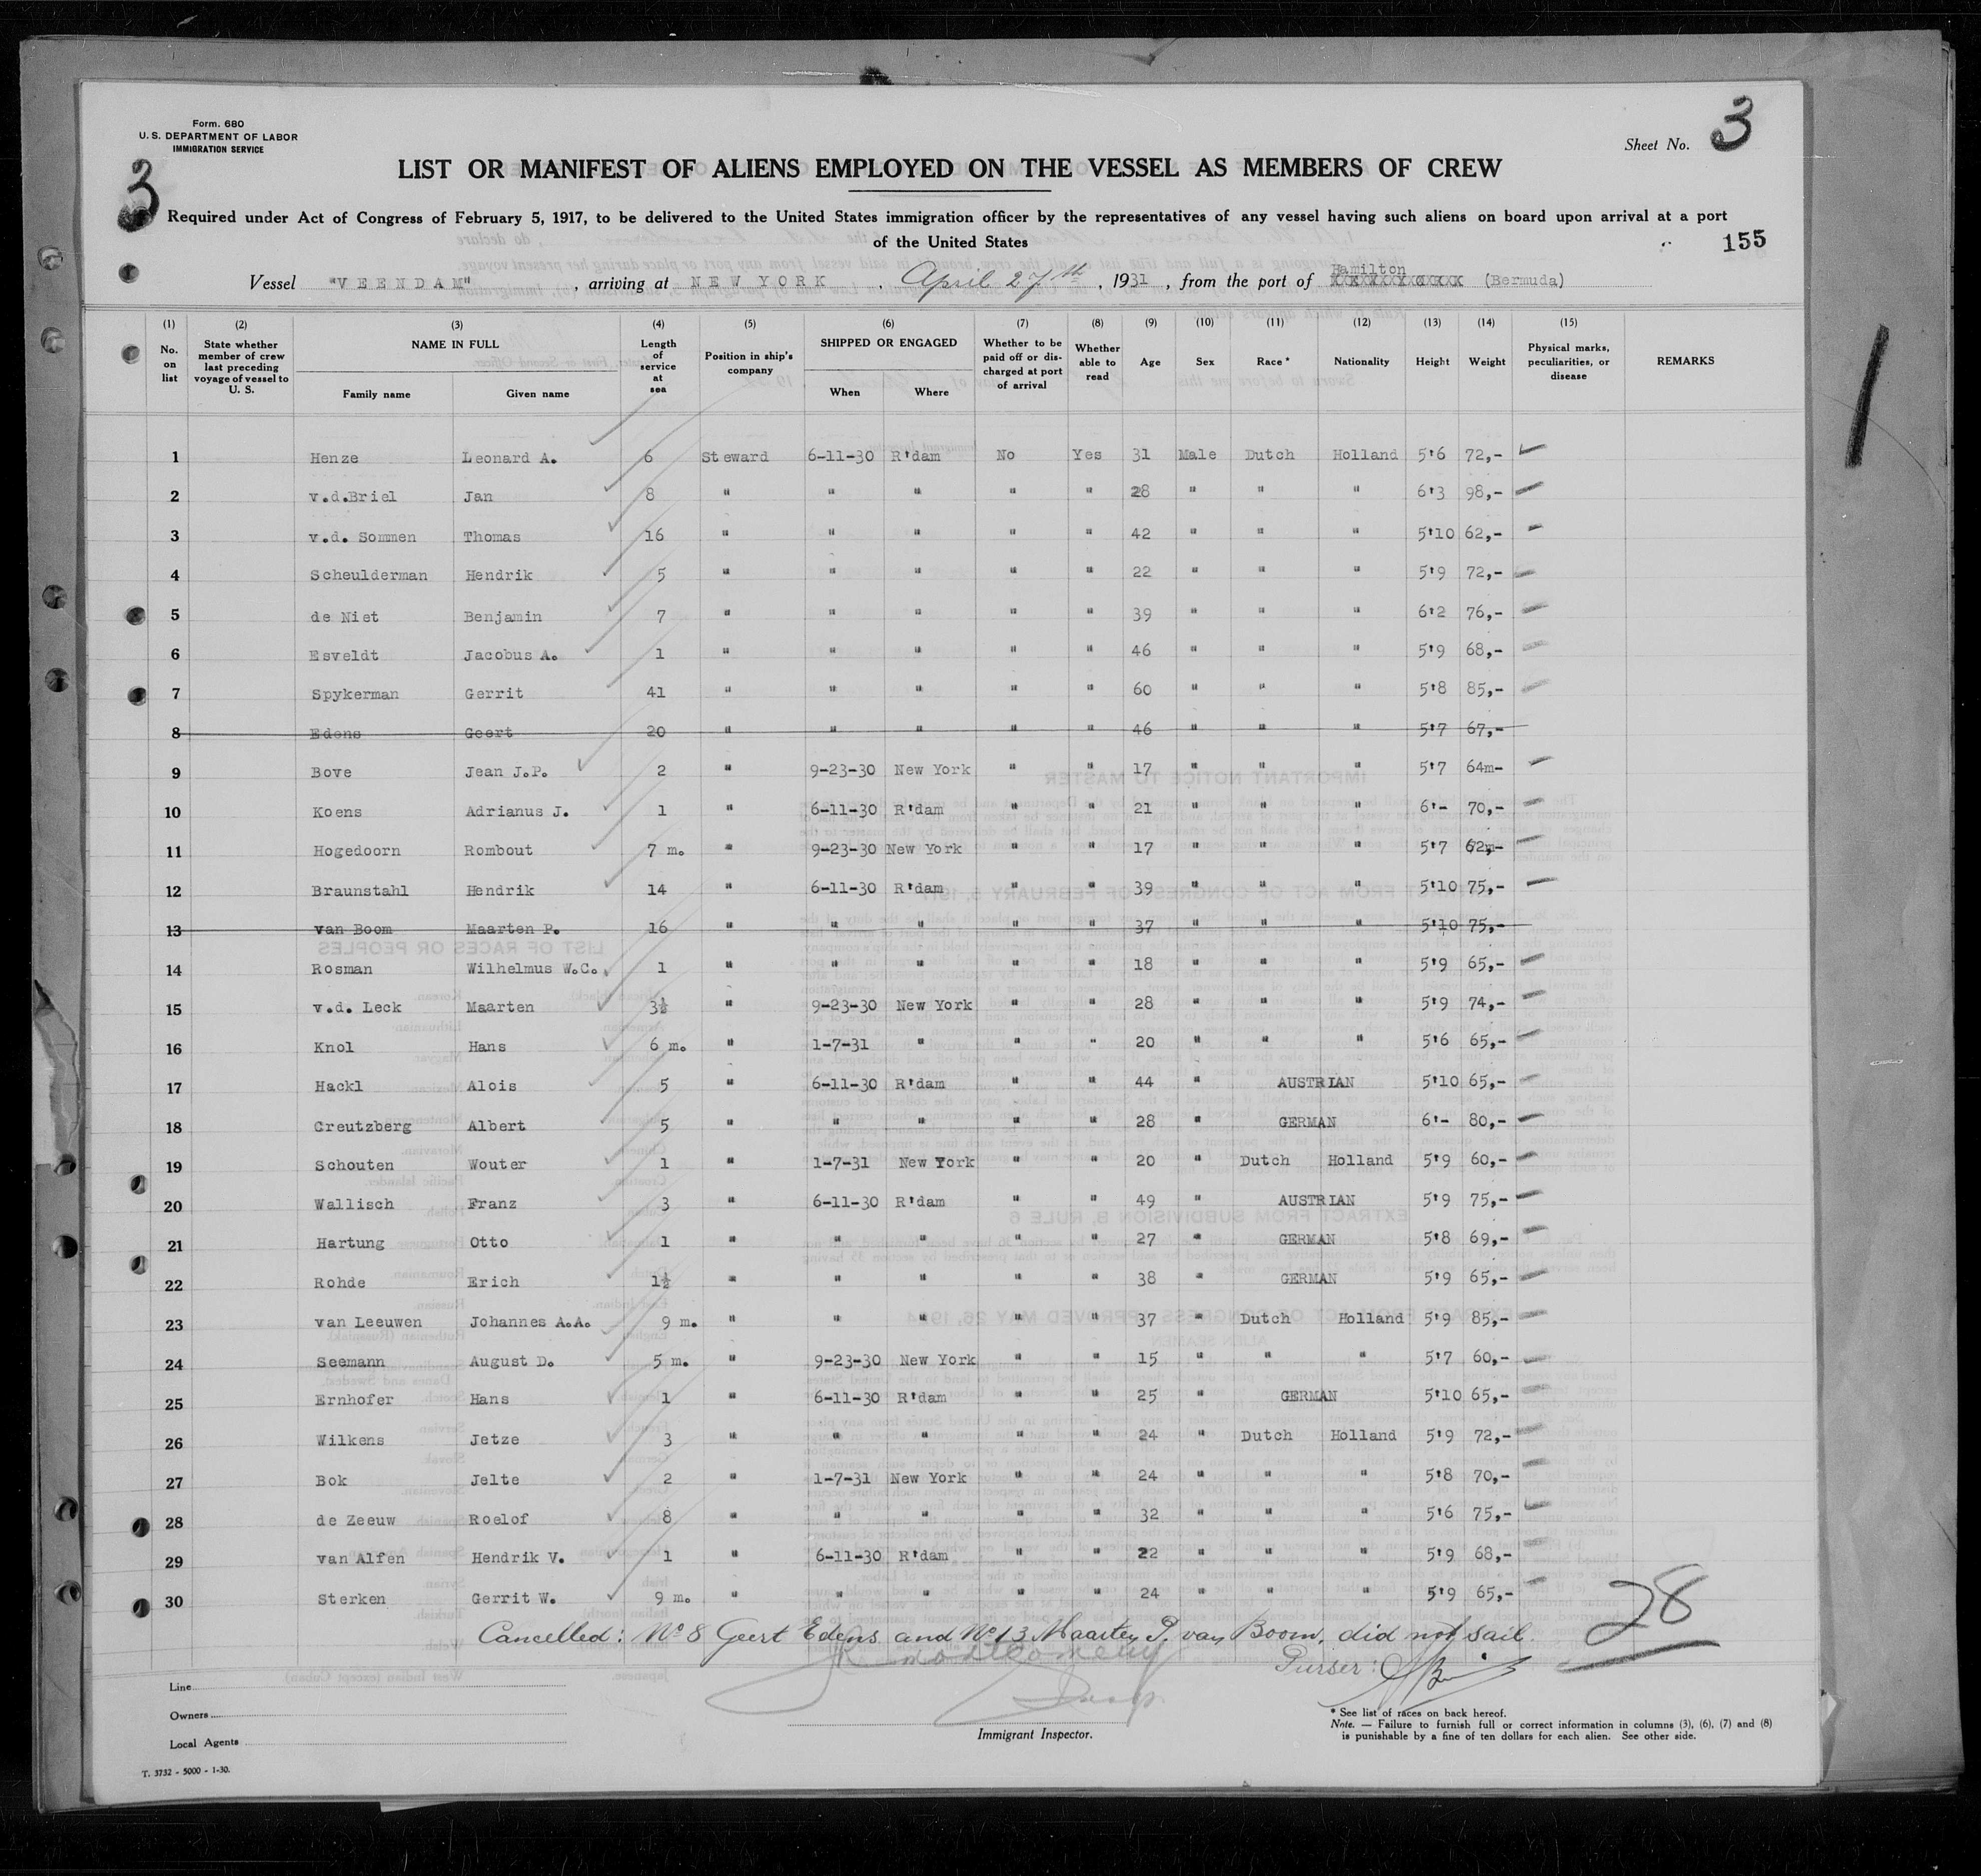 Form. 680
U. S. DEPARTMENT OF LABOR
IMMIGRATION SERVICE
3
Sheet No. 3
LIST OR MANIFEST OF ALIENS EMPLOYED ON THE VESSEL AS MEMBERS OF CREW
Required under Act of Congress of February 5, 1917, to be delivered to the United States immigration officer by the representatives of any vessel having such aliens on board upon arrival at a port
of the United States
155
Vessel "VEENDAM", arriving at NEW YORK, April 27th, 1931, from the port of Hamilton (Bermuda)
(1) (2) (3) (4) (5) (6) (7) (8) (9) (10) (11) (12) (13) (14) (15)
No. on list State whether member of crew last preceding voyage of vessel to U. S. NAME IN FULL Family name Given name Length of service at sea Position in ship's company SHIPPED OR ENGAGED When Where Whether to be paid off or discharged at port of arrival Whether able to read Age Sex Race * Nationality Height Weight Physical marks, peculiarities, or disease REMARKS
1 Henze Leonard A. 6 Steward 6-11-30 R'dam No Yes 31 Male Dutch Holland 5'6 72,-
2 v.d.Briel Jan 8 " " " " " 28 " " " 6'3 98,-
3 v.d. Sommen Thomas 16 " " " " " 42 " " " 5'10 62,-
4 Scheulderman Hendrik 5 " " " " " 22 " " " 5'9 72,-
5 de Niet Benjamin 7 " " " " " 39 " " " 6'2 76,-
6 Esveldt Jacobus A. 1 " " " " " 46 " " " 5'9 68,-
7 Spykerman Gerrit 41 " " " " " 60 " " " 5'8 85,-
8 Edens Geert 20 " " " " " 46 " " " 5'7 67,-
9 Bove Jean J.P. 2 " 9-23-30 New York " " 17 " " " 5'7 64m-
10 Koens Adrianus J. 1 " 6-11-30 R'dam " " 21 " " " 6'- 70,-
11 Hogedoorn Rombout 7 m. " 9-23-30 New York " " 17 " " " 5'7 62,-
12 Braunstahl Hendrik 14 " 6-11-30 R'dam " " 39 " " " 5'10 75,-
13 van Boom Maarten P. 16 " " " " " 37 " " " 5'10 75,-
14 Rosman Wilhelmus W.C. 1 " " " " " 18 " " " 5'9 65,-
15 v.d. Leck Maarten 3½ " 9-23-30 New York " " 28 " " " 5'9 74,-
16 Knol Hans 6 m. " 1-7-31 " " " 20 " " " 5'6 65,-
17 Hackl Alois 5 " 6-11-30 R'dam " " 44 " AUSTRIAN 5'10 65,-
18 Creutzberg Albert 5 " " " " " 28 " GERMAN 6'- 80,-
19 Schouten Wouter 1 " 1-7-31 New York " " 20 " Dutch Holland 5'9 60,-
20 Wallisch Franz 3 " 6-11-30 R'dam " " 49 " AUSTRIAN 5'9 75,-
21 Hartung Otto 1 " " " " " 27 " GERMAN 5'8 69,-
22 Rohde Erich 1½ " " " " " 38 " GERMAN 5'9 65,-
23 van Leeuwen Johannes A.A. 9 m. " " " " " 37 " Dutch Holland 5'9 85,-
24 Seemann August D. 5 m. " 9-23-30 New York " " 15 " " " 5'7 60,-
25 Ernhofer Hans 1 " 6-11-30 R'dam " " 25 " GERMAN 5'10 65,-
26 Wilkens Jetze 3 " " " " " 24 " Dutch Holland 5'9 72,-
27 Bok Jelte 2 " 1-7-31 New York " " 24 " " " 5'8 70,-
28 de Zeeuw Roelof 8 " " " " " 32 " " " 5'6 75,-
29 van Alfen Hendrik V. 1 " 6-11-30 R'dam " " 22 " " " 5'9 68,-
30 Sterken Gerrit W. 9 m. " " " " " 24 " " " 5'9 65,-
28
Cancelled: No 8 Geert Edens and No 13 Maarten P. van Boom, did not sail.
Montgomery
Purser:
Line
Owners
Local Agents
Immigrant Inspector.
* See list of races on back hereof.
Note. — Failure to furnish full or correct information in columns (3), (6), (7) and (8)
is punishable by a fine of ten dollars for each alien. See other side.
T. 3732 - 5000 - 1-30.